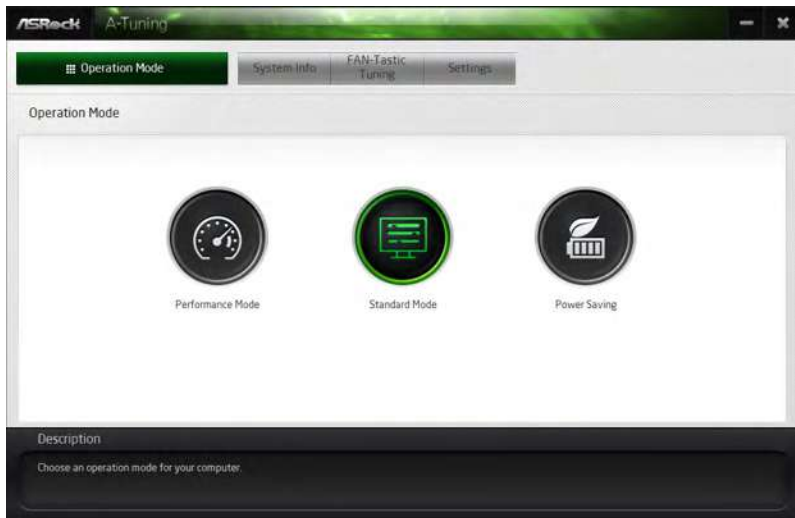 ASRock A-Tuning
Operation Mode
System Info
FAN-Tastic
Tuning
Settings
Operation Mode
Performance Mode
Standard Mode
Power Saving
Description
Choose an operation mode for your computer.